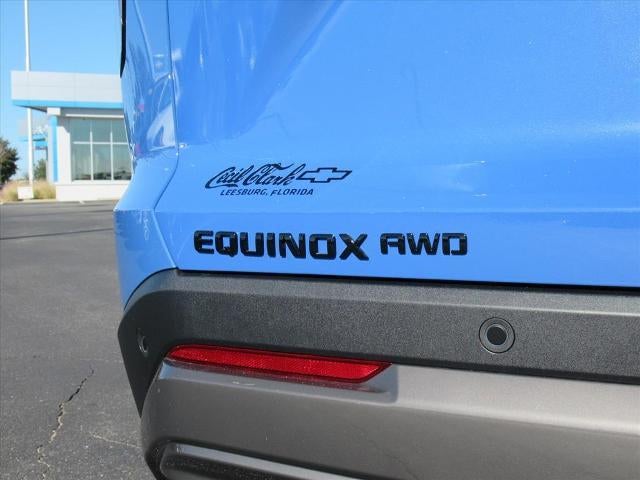 Cecil Clark
LEESBURG, FLORIDA
EQUINOX AWD